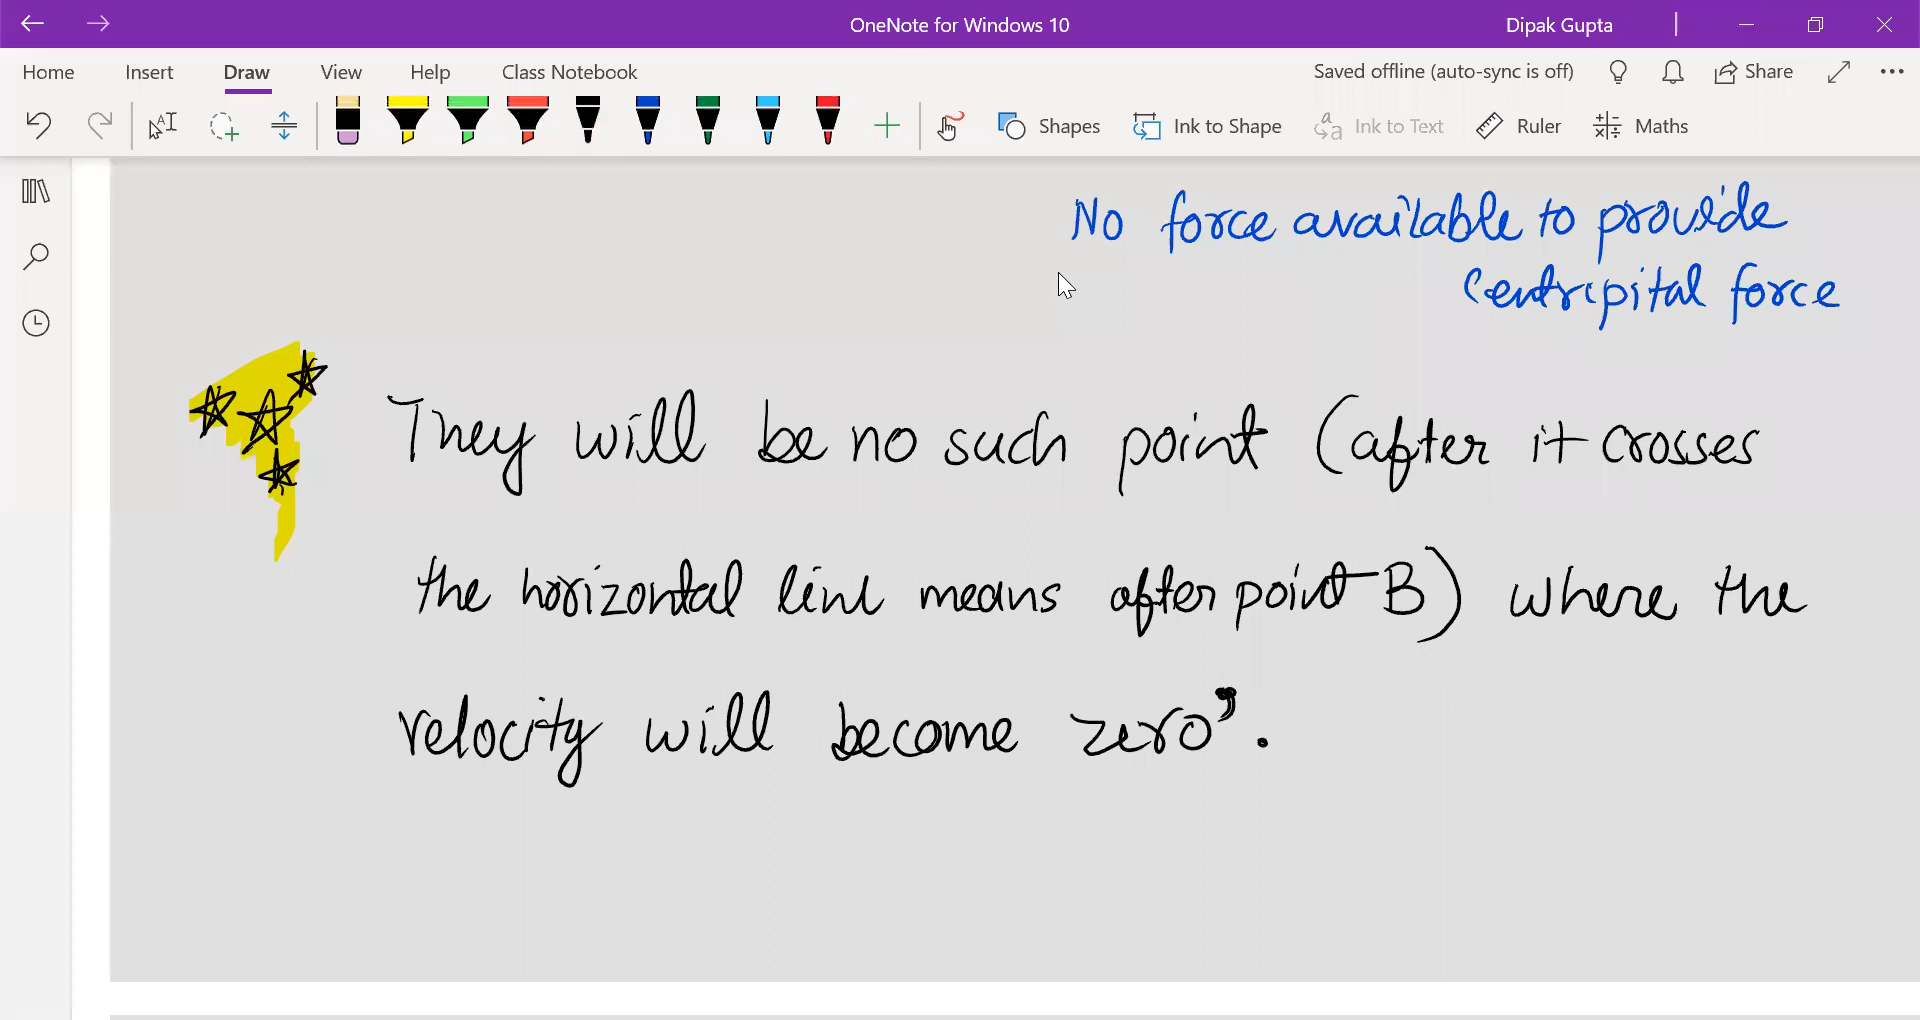 OneNote for Windows 10
Dipak Gupta
Home Insert Draw View Help Class Notebook
Saved offline (auto-sync is off) Share
Shapes Ink to Shape Ink to Text Ruler Maths
No force available to provide
centripital force
They will be no such point (after it crosses
the horizontal line means after point B) where the
velocity will become zero”.